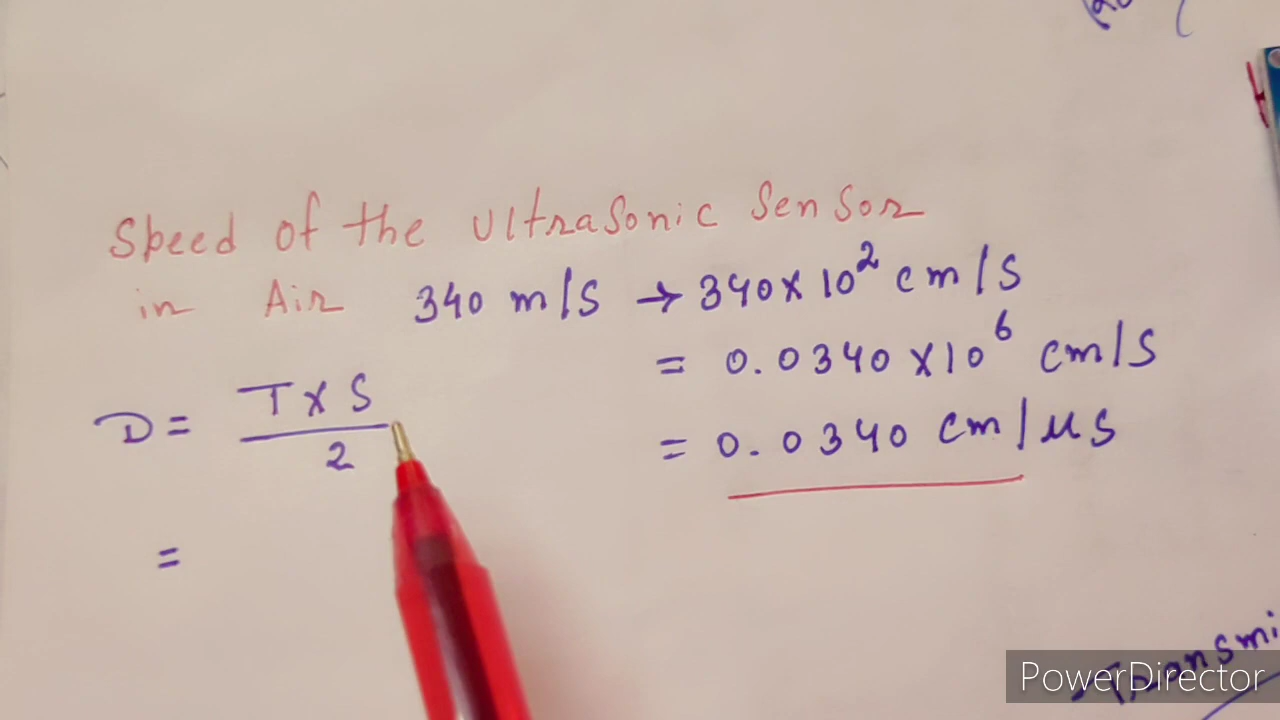 Speed of the Ultrasonic Sensor
in Air 340 m/s → 340×10² cm/s
= 0.0340 ×10⁶ cm/s
D = T × S / 2
= 0.0340 cm/μs
=
Transmi
PowerDirector